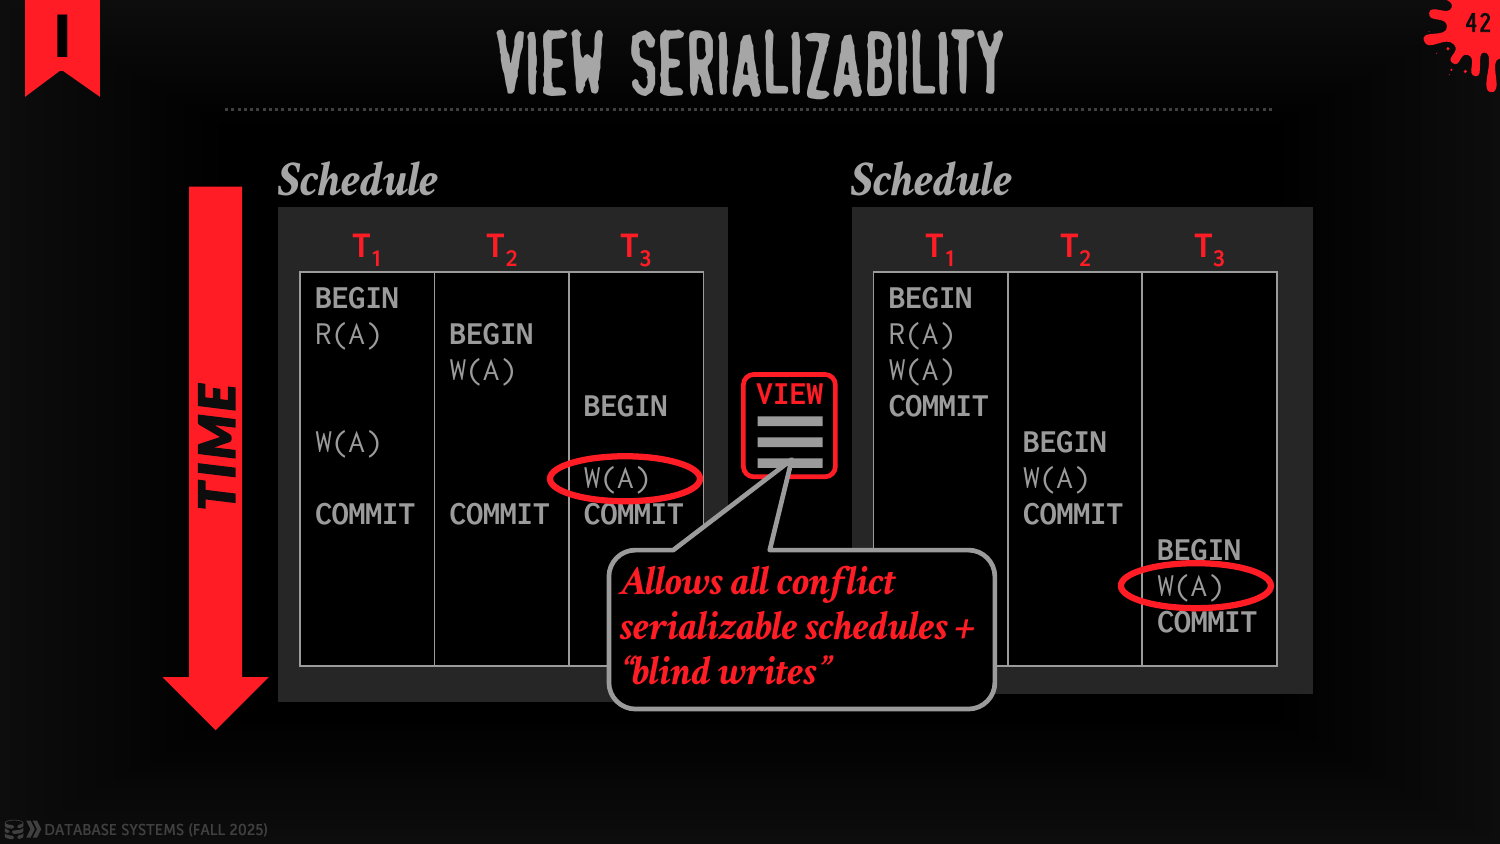 I
42
VIEW SERIALIZABILITY
Schedule
T1 T2 T3
BEGIN
R(A) BEGIN
W(A)
BEGIN
W(A)
W(A)
COMMIT COMMIT COMMIT
TIME
VIEW
Allows all conflict
serializable schedules +
“blind writes”
Schedule
T1 T2 T3
BEGIN
R(A)
W(A)
COMMIT
BEGIN
W(A)
COMMIT
BEGIN
W(A)
COMMIT
DATABASE SYSTEMS (FALL 2025)